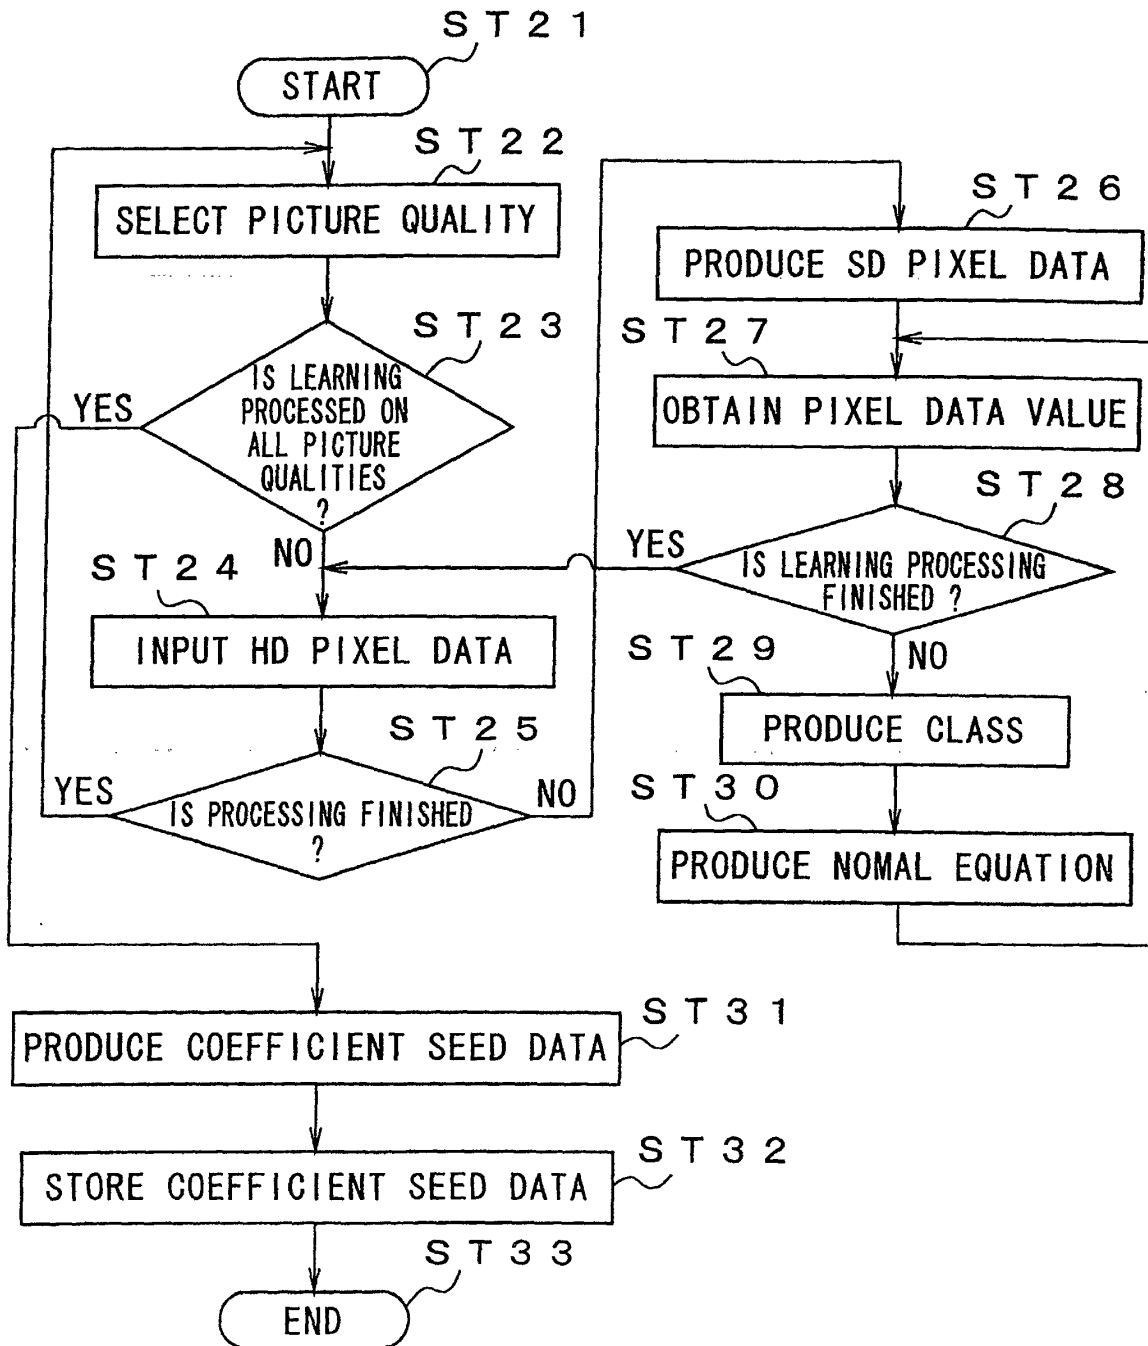 ST21
START
ST22
SELECT PICTURE QUALITY
ST23
IS LEARNING
PROCESSED ON
ALL PICTURE
QUALITIES
?
YES
NO
ST24
INPUT HD PIXEL DATA
ST25
IS PROCESSING FINISHED
?
YES
NO
ST26
PRODUCE SD PIXEL DATA
ST27
OBTAIN PIXEL DATA VALUE
ST28
IS LEARNING PROCESSING
FINISHED ?
YES
NO
ST29
PRODUCE CLASS
ST30
PRODUCE NOMAL EQUATION
ST31
PRODUCE COEFFICIENT SEED DATA
ST32
STORE COEFFICIENT SEED DATA
ST33
END